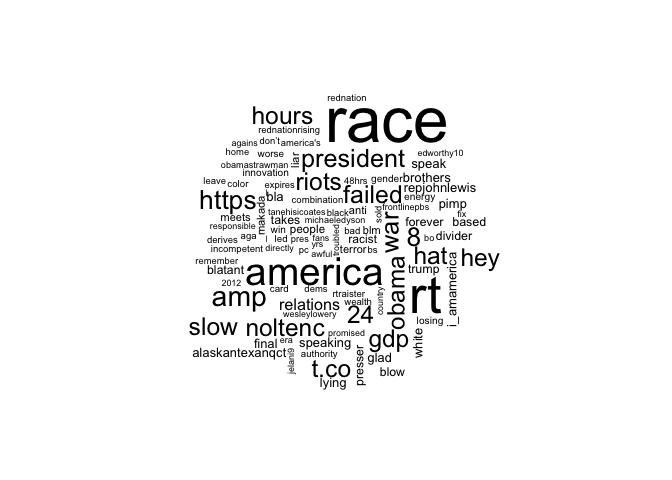 rednation
hours race
rednationrising
agains don't america's
home worse liar president edworthy10
obamastrawman speak
innovation riots 48hrs gender brothers
leave color expires failed repjohnlewis
https bla combination energy
makada tanehisicoates black anti sold frontlinepbs pimp
meets takes michaeledyson war forever based fix
responsible win people bad blm 8 bo divider
derives l led pres fans racist
incompetent directly pc yrs awful troubled terror bs hat hey
remember
blatant america trump i_amamerica
2012 card dems country obama rt
amp rtraister
relations wealth 24 losing
wesleylowery
slow noltenc promised gdp white
final era speaking
alaskantexanqct jelani9 authority presser glad
t.co blow
lying